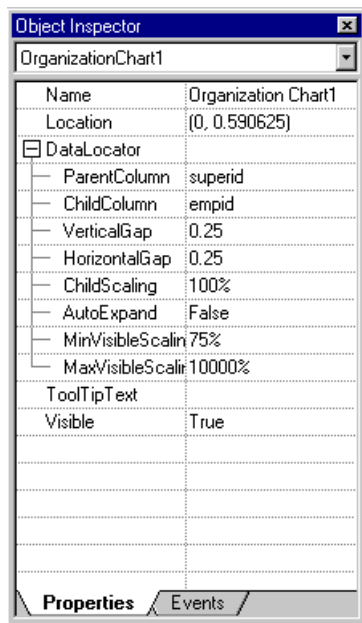 Object Inspector
OrganizationChart1
Name Organization Chart1
Location (0, 0.590625)
DataLocator
ParentColumn superid
ChildColumn empid
VerticalGap 0.25
HorizontalGap 0.25
ChildScaling 100%
AutoExpand False
MinVisibleScalin 75%
MaxVisibleScalin 10000%
ToolTipText
Visible True
Properties Events